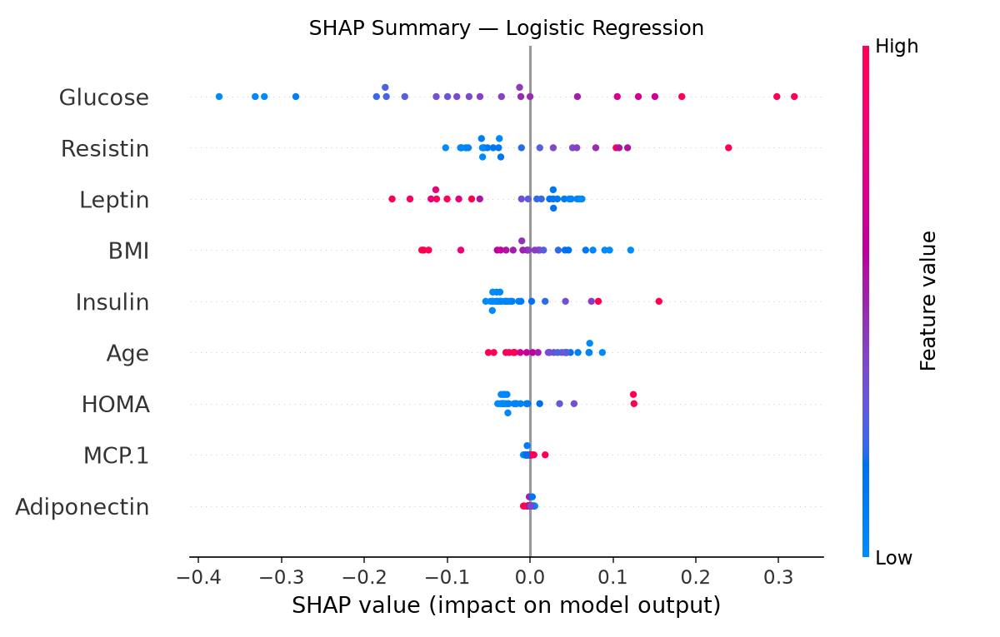 SHAP Summary — Logistic Regression
High
Glucose
Resistin
Leptin
BMI
Insulin
Age
HOMA
MCP.1
Adiponectin
Feature value
Low
−0.4 −0.3 −0.2 −0.1 0.0 0.1 0.2 0.3
SHAP value (impact on model output)